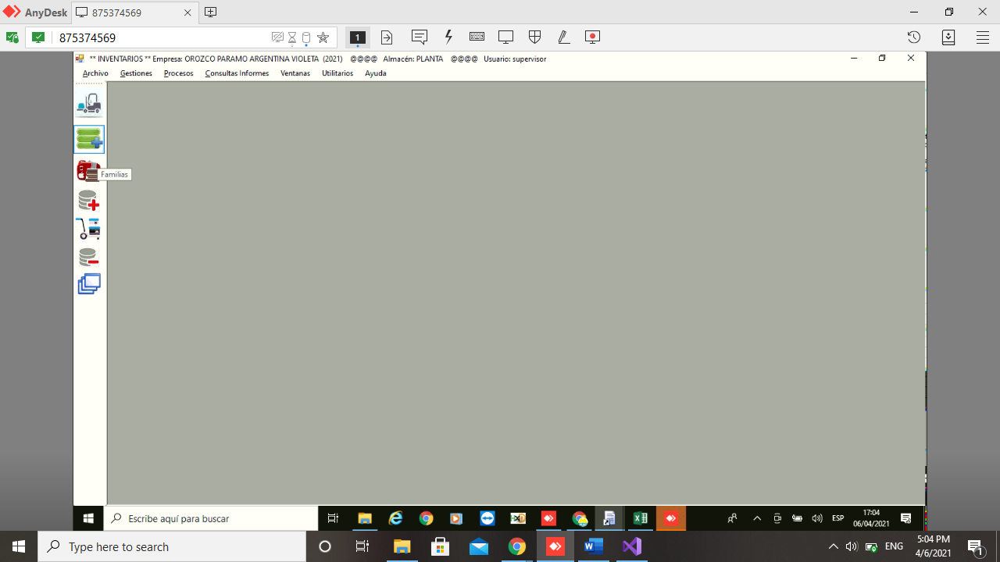 AnyDesk
875374569
875374569
1
** INVENTARIOS ** Empresa: OROZCO PARAMO ARGENTINA VIOLETA (2021) @@@@ Almacén: PLANTA @@@@ Usuario: supervisor
Archivo Gestiones Procesos Consultas Informes Ventanas Utilitarios Ayuda
Familias
Escribe aquí para buscar
ESP
17:04
06/04/2021
Type here to search
ENG
5:04 PM
4/6/2021
1